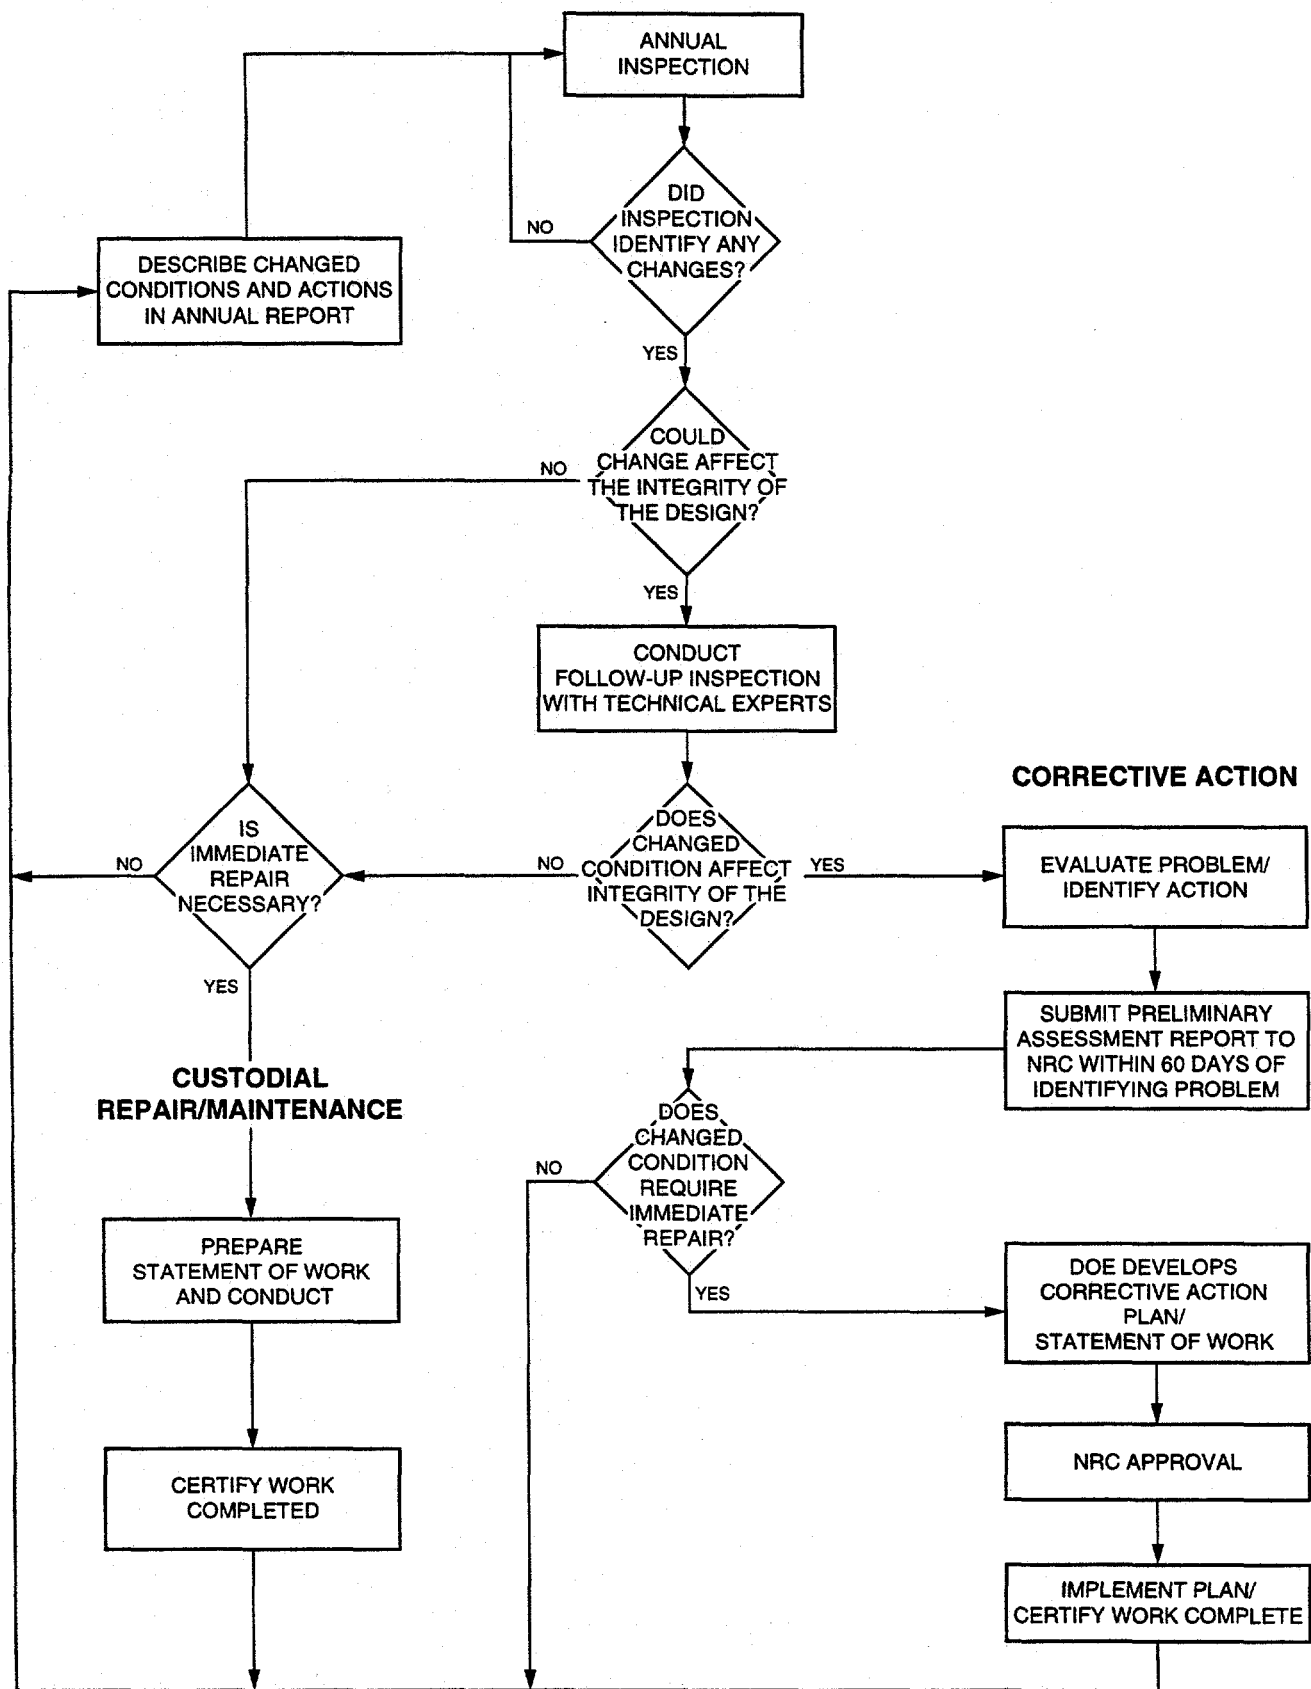 ANNUAL
INSPECTION
DID
INSPECTION
IDENTIFY ANY
CHANGES?
NO
DESCRIBE CHANGED
CONDITIONS AND ACTIONS
IN ANNUAL REPORT
YES
COULD
CHANGE AFFECT
THE INTEGRITY OF
THE DESIGN?
NO
YES
CONDUCT
FOLLOW-UP INSPECTION
WITH TECHNICAL EXPERTS
CORRECTIVE ACTION
IS
IMMEDIATE
REPAIR
NECESSARY?
NO
DOES
CHANGED
CONDITION AFFECT
INTEGRITY OF THE
DESIGN?
NO
YES
EVALUATE PROBLEM/
IDENTIFY ACTION
YES
SUBMIT PRELIMINARY
ASSESSMENT REPORT TO
NRC WITHIN 60 DAYS OF
IDENTIFYING PROBLEM
CUSTODIAL
REPAIR/MAINTENANCE
DOES
CHANGED
CONDITION
REQUIRE
IMMEDIATE
REPAIR?
NO
YES
PREPARE
STATEMENT OF WORK
AND CONDUCT
DOE DEVELOPS
CORRECTIVE ACTION
PLAN/
STATEMENT OF WORK
CERTIFY WORK
COMPLETED
NRC APPROVAL
IMPLEMENT PLAN/
CERTIFY WORK COMPLETE